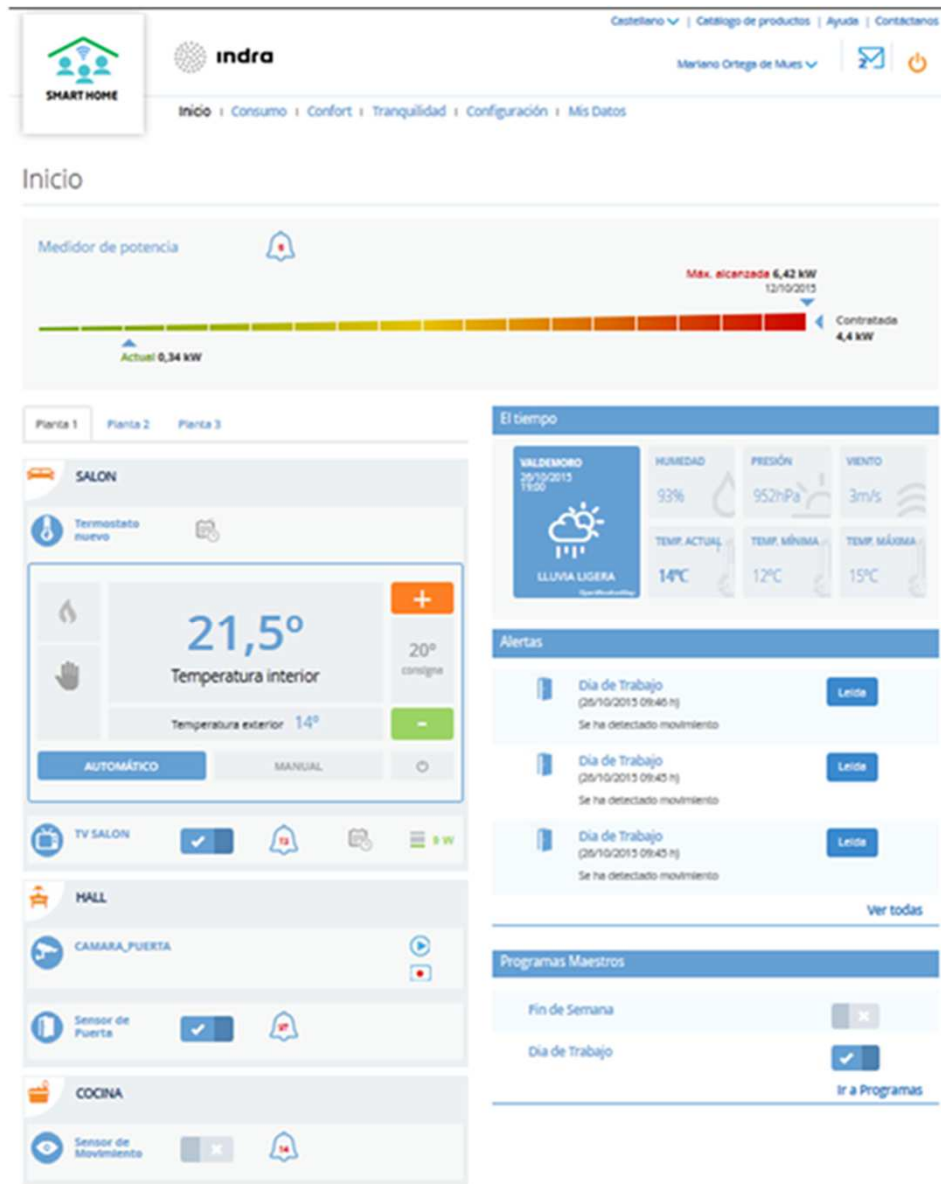 Castellano | Catálogo de productos | Ayuda | Contáctanos
SMART HOME
indra
Mariano Ortega de Mues
2
Inicio | Consumo | Confort | Tranquilidad | Configuración | Mis Datos
Inicio
Medidor de potencia
Máx. alcanzada 6,42 kW
12/10/2015
Contratada
4,4 kW
Actual 0,34 kW
Planta 1
Planta 2
Planta 3
SALON
Termostato
nuevo
21,5º
Temperatura interior
20º
consigna
Temperatura exterior 14º
AUTOMÁTICO
MANUAL
TV SALON
HALL
CAMARA_PUERTA
Sensor de
Puerta
COCINA
Sensor de
Movimiento
14
El tiempo
VALDEMORO
26/10/2015
19:00
LLUVIA LIGERA
OpenWeatherMap
HUMEDAD
93%
PRESIÓN
952hPa
VIENTO
3m/s
TEMP. ACTUAL
14ºC
TEMP. MÍNIMA
12ºC
TEMP. MÁXIMA
15ºC
Alertas
Dia de Trabajo
(26/10/2015 09:46 h)
Se ha detectado movimiento
Leída
Dia de Trabajo
(26/10/2015 09:45 h)
Se ha detectado movimiento
Leída
Dia de Trabajo
(26/10/2015 09:45 h)
Se ha detectado movimiento
Leída
Ver todas
Programas Maestros
Fin de Semana
Dia de Trabajo
Ir a Programas